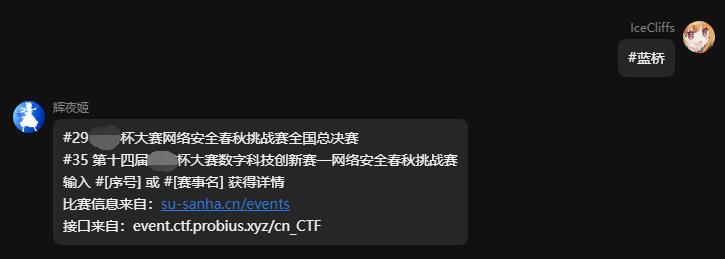 IceCliffs
#蓝桥
辉夜姬
#29杯大赛网络安全春秋挑战赛全国总决赛
#35 第十四届杯大赛数字科技创新赛—网络安全春秋挑战赛
输入 #[序号] 或 #[赛事名] 获得详情
比赛信息来自：su-sanha.cn/events
接口来自：event.ctf.probius.xyz/cn_CTF